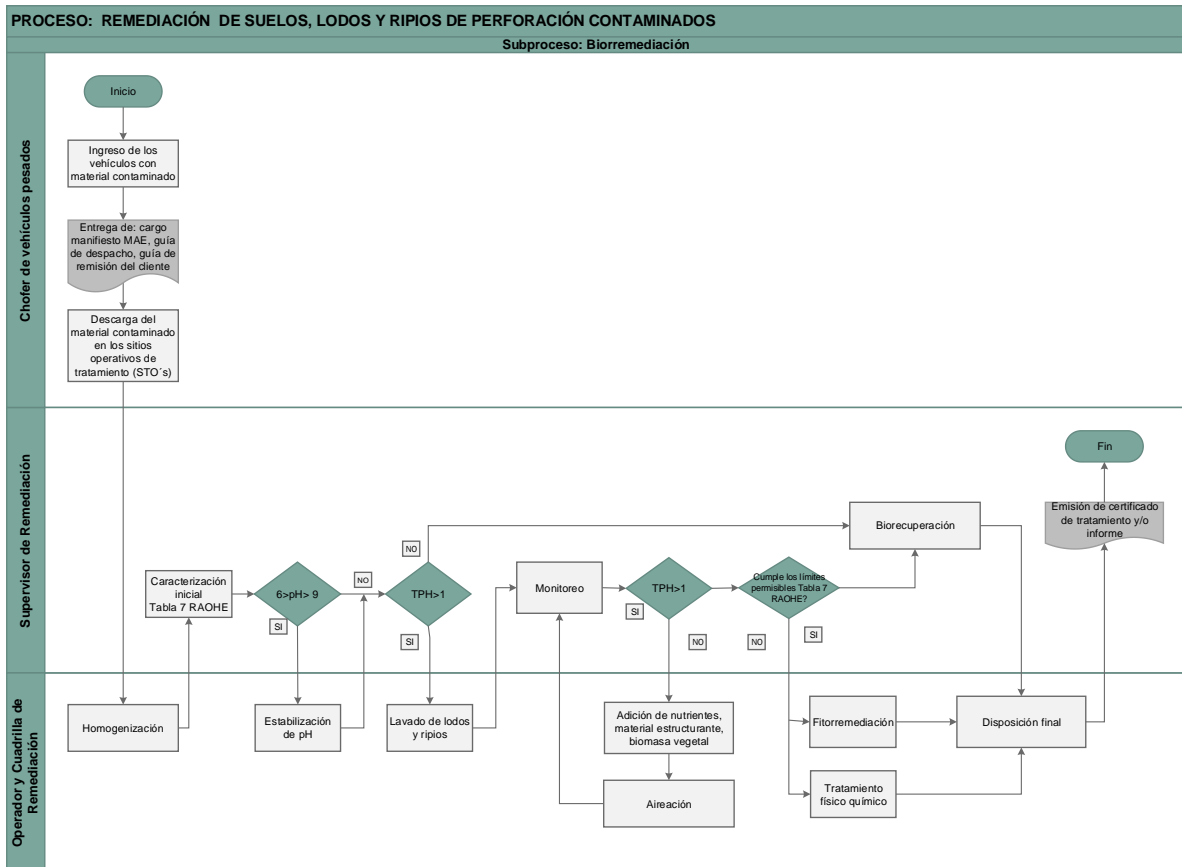 PROCESO: REMEDIACIÓN DE SUELOS, LODOS Y RIPIOS DE PERFORACIÓN CONTAMINADOS
Subproceso: Biorremediación
Chofer de vehículos pesados
Inicio
Ingreso de los
vehículos con
material contaminado
Entrega de: cargo
manifiesto MAE, guía
de despacho, guía de
remisión del cliente
Descarga del
material contaminado
en los sitios
operativos de
tratamiento (STO´s)
Supervisor de Remediación
Caracterización
inicial
Tabla 7 RAOHE
6>pH> 9
SI
NO
TPH>1
NO
SI
Monitoreo
TPH>1
SI
NO
Cumple los límites
permisibles Tabla 7
RAOHE?
NO
SI
Biorecuperación
Fin
Emisión de certificado
de tratamiento y/o
informe
Operador y Cuadrilla de
Remediación
Homogenización
Estabilización
de pH
Lavado de lodos
y ripios
Adición de nutrientes,
material estructurante,
biomasa vegetal
Aireación
Fitorremediación
Tratamiento
físico químico
Disposición final